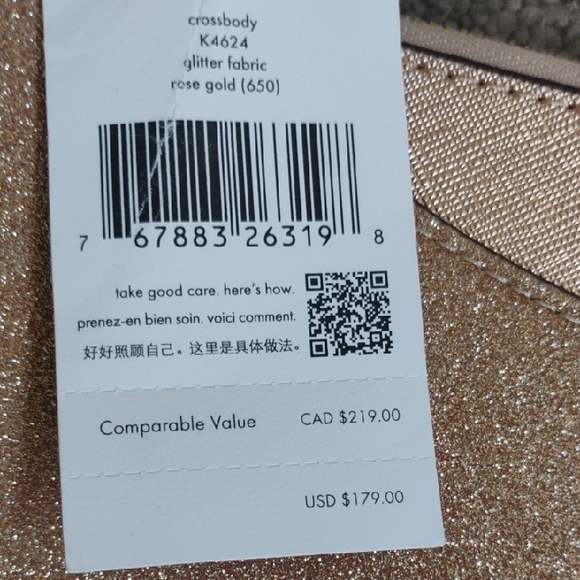 crossbody
K4624
glitter fabric
rose gold (650)
7 67883 26319 8
take good care. here's how.
prenez-en bien soin. voici comment.
好好照顾自己。这里是具体做法。
Comparable Value CAD $219.00
USD $179.00